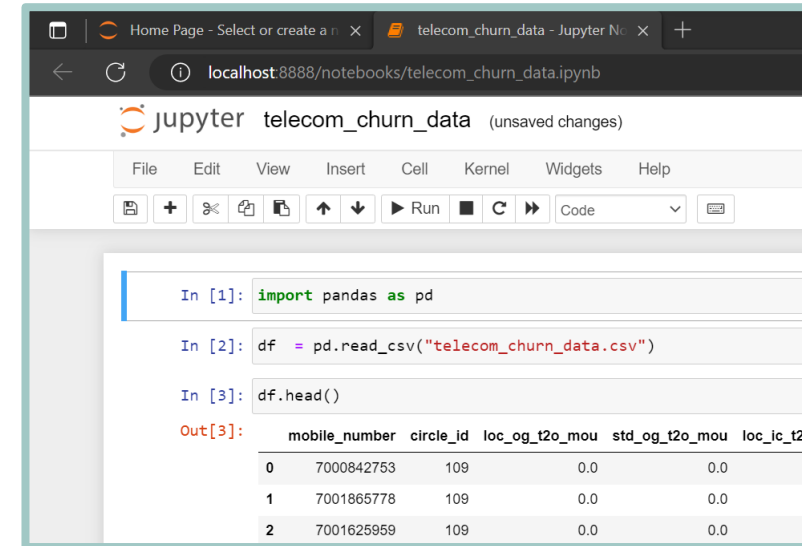 Home Page - Select or create a n
telecom_churn_data - Jupyter No
localhost:8888/notebooks/telecom_churn_data.ipynb
jupyter telecom_churn_data (unsaved changes)
File Edit View Insert Cell Kernel Widgets Help
Run Code
In [1]: import pandas as pd
In [2]: df = pd.read_csv("telecom_churn_data.csv")
In [3]: df.head()
Out[3]:
mobile_number circle_id loc_og_t2o_mou std_og_t2o_mou loc_ic_t2
0 7000842753 109 0.0 0.0
1 7001865778 109 0.0 0.0
2 7001625959 109 0.0 0.0